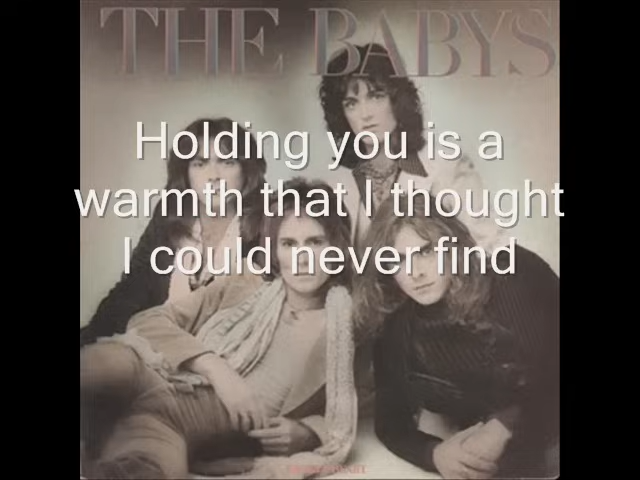 THE BABYS
Holding you is a
warmth that I thought
I could never find